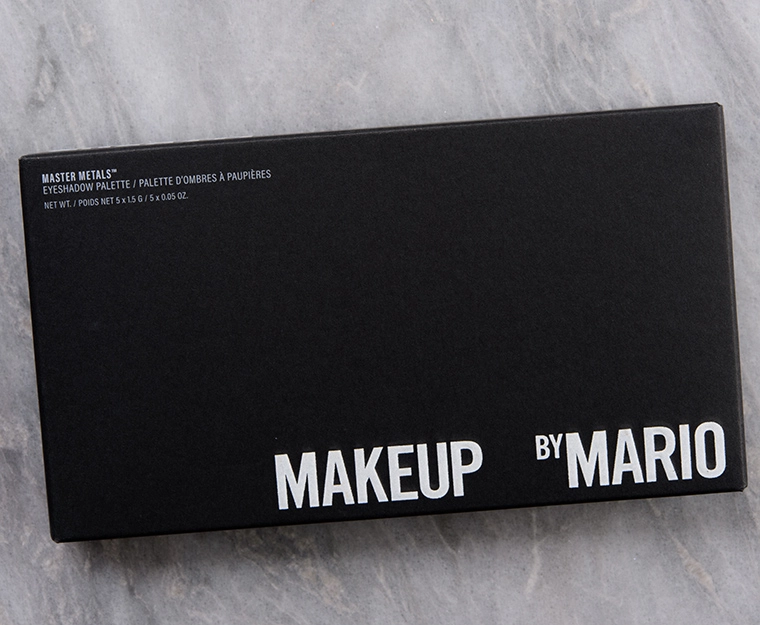 MASTER METALS™
EYESHADOW PALETTE / PALETTE D'OMBRES À PAUPIÈRES
NET WT. / POIDS NET 5 x 1.5 G / 5 x 0.05 OZ.
MAKEUP BY MARIO